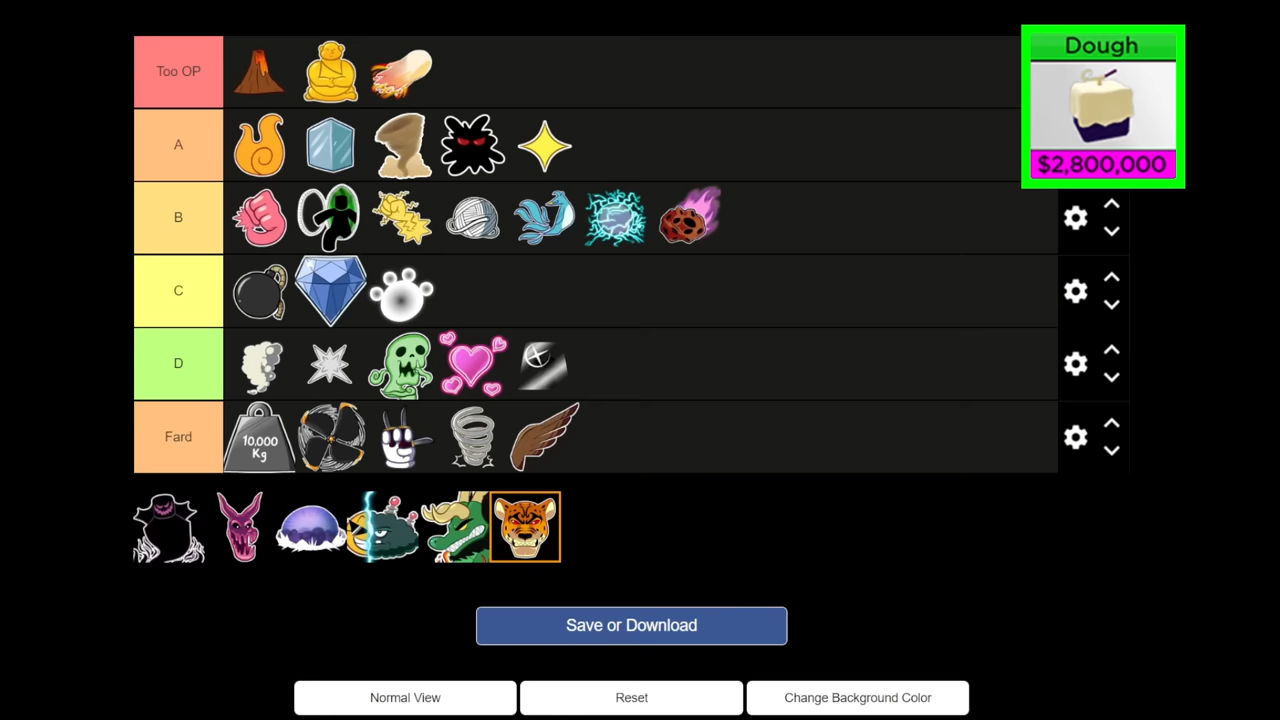 Too OP
Dough
$2,800,000
A
B
C
D
Fard
10,000
Kg
Save or Download
Normal View
Reset
Change Background Color